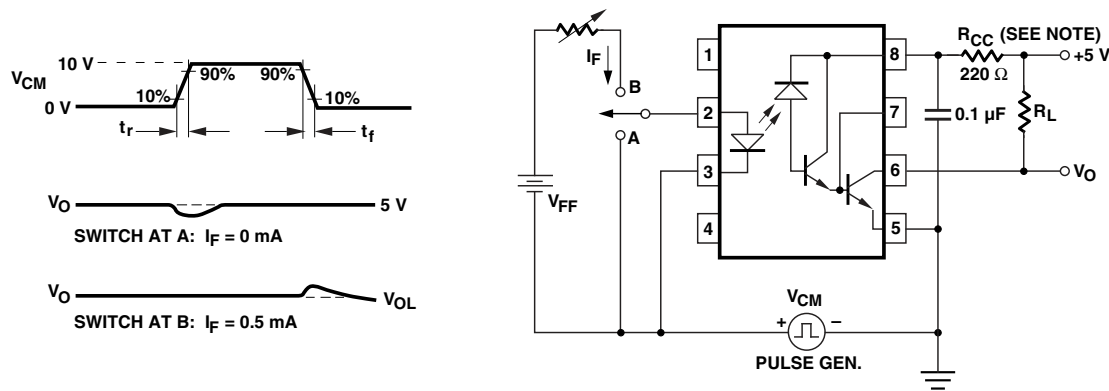 V_CM
10 V
90%
90%
10%
10%
0 V
t_r
t_f
V_O
5 V
SWITCH AT A: I_F = 0 mA
V_O
V_OL
SWITCH AT B: I_F = 0.5 mA
I_F
B
A
V_FF
1
2
3
4
8
7
6
5
R_CC (SEE NOTE)
220 Ω
+5 V
0.1 µF
R_L
V_O
V_CM
+
–
PULSE GEN.